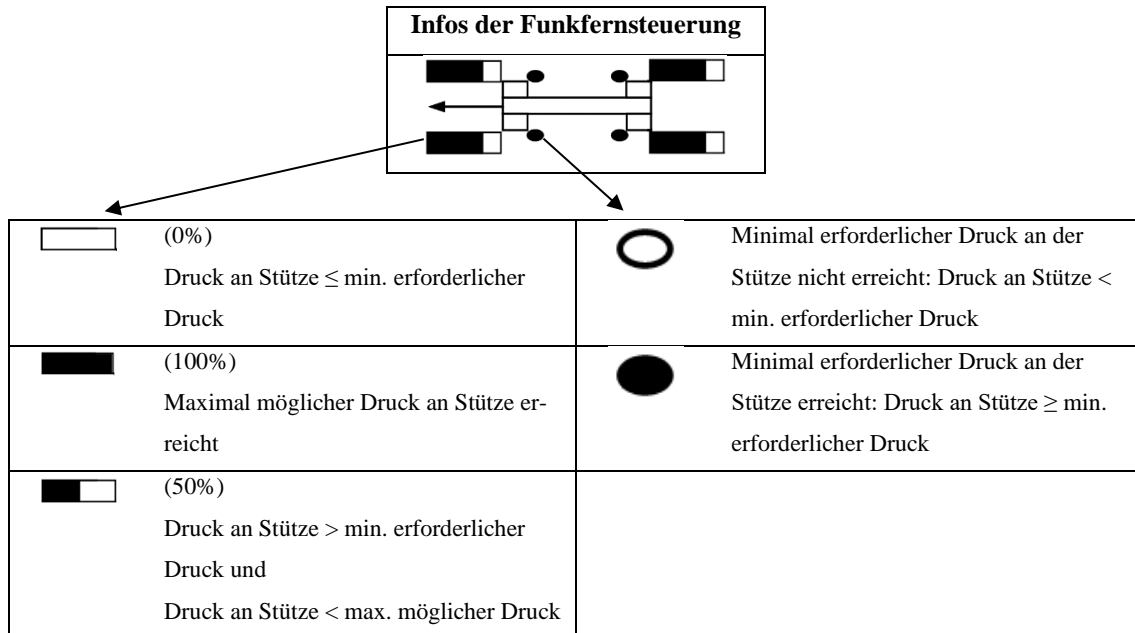 Infos der Funkfernsteuerung
(0%)
Druck an Stütze ≤ min. erforderlicher
Druck
Minimal erforderlicher Druck an der
Stütze nicht erreicht: Druck an Stütze <
min. erforderlicher Druck
(100%)
Maximal möglicher Druck an Stütze er-
reicht
Minimal erforderlicher Druck an der
Stütze erreicht: Druck an Stütze ≥ min.
erforderlicher Druck
(50%)
Druck an Stütze > min. erforderlicher
Druck und
Druck an Stütze < max. möglicher Druck